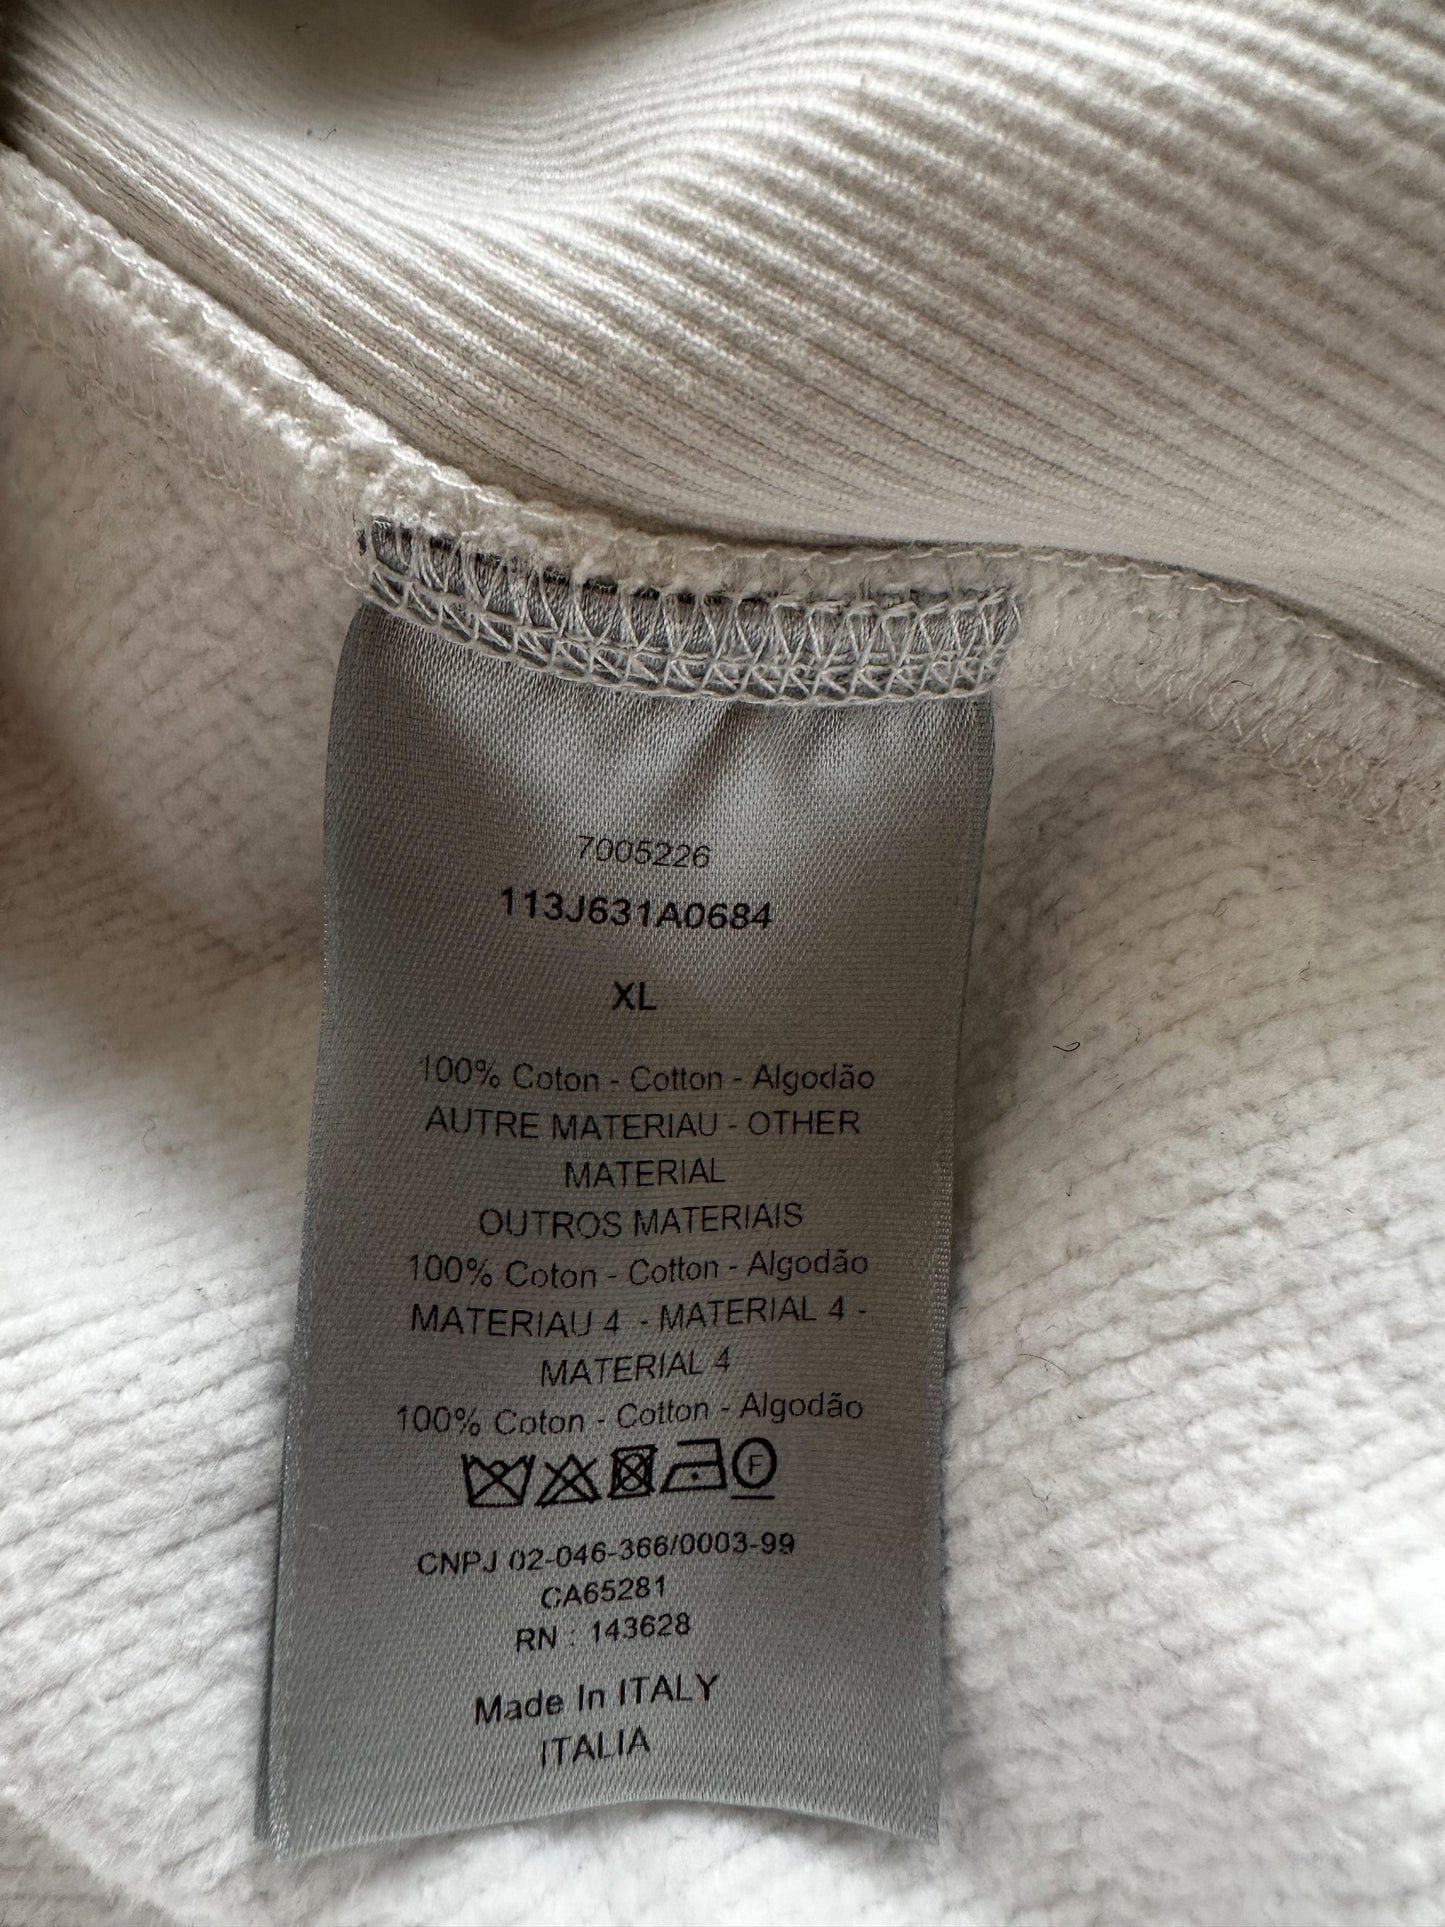 7005226
113J631A0684
XL
100% Coton - Cotton - Algodão
AUTRE MATERIAU - OTHER
MATERIAL
OUTROS MATERIAIS
100% Coton - Cotton - Algodão
MATERIAU 4 - MATERIAL 4 -
MATERIAL 4
100% Coton - Cotton - Algodão
F
CNPJ 02-046-366/0003-99
CA65281
RN : 143628
Made In ITALY
ITALIA